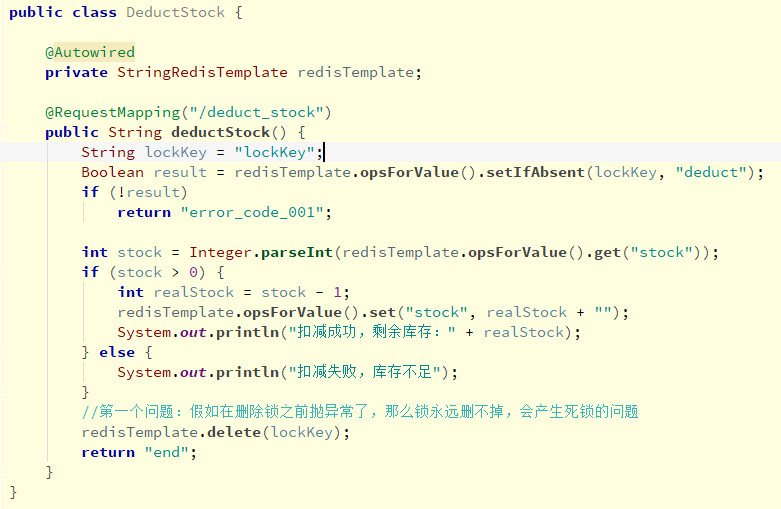 public class DeductStock {
@Autowired
private StringRedisTemplate redisTemplate;
@RequestMapping("/deduct_stock")
public String deductStock() {
String lockKey = "lockKey";
Boolean result = redisTemplate.opsForValue().setIfAbsent(lockKey, "deduct");
if (!result)
return "error_code_001";
int stock = Integer.parseInt(redisTemplate.opsForValue().get("stock"));
if (stock > 0) {
int realStock = stock - 1;
redisTemplate.opsForValue().set("stock", realStock + "");
System.out.println("扣减成功，剩余库存：" + realStock);
} else {
System.out.println("扣减失败，库存不足");
}
//第一个问题：假如在删除锁之前抛异常了，那么锁永远删不掉，会产生死锁的问题
redisTemplate.delete(lockKey);
return "end";
}
}